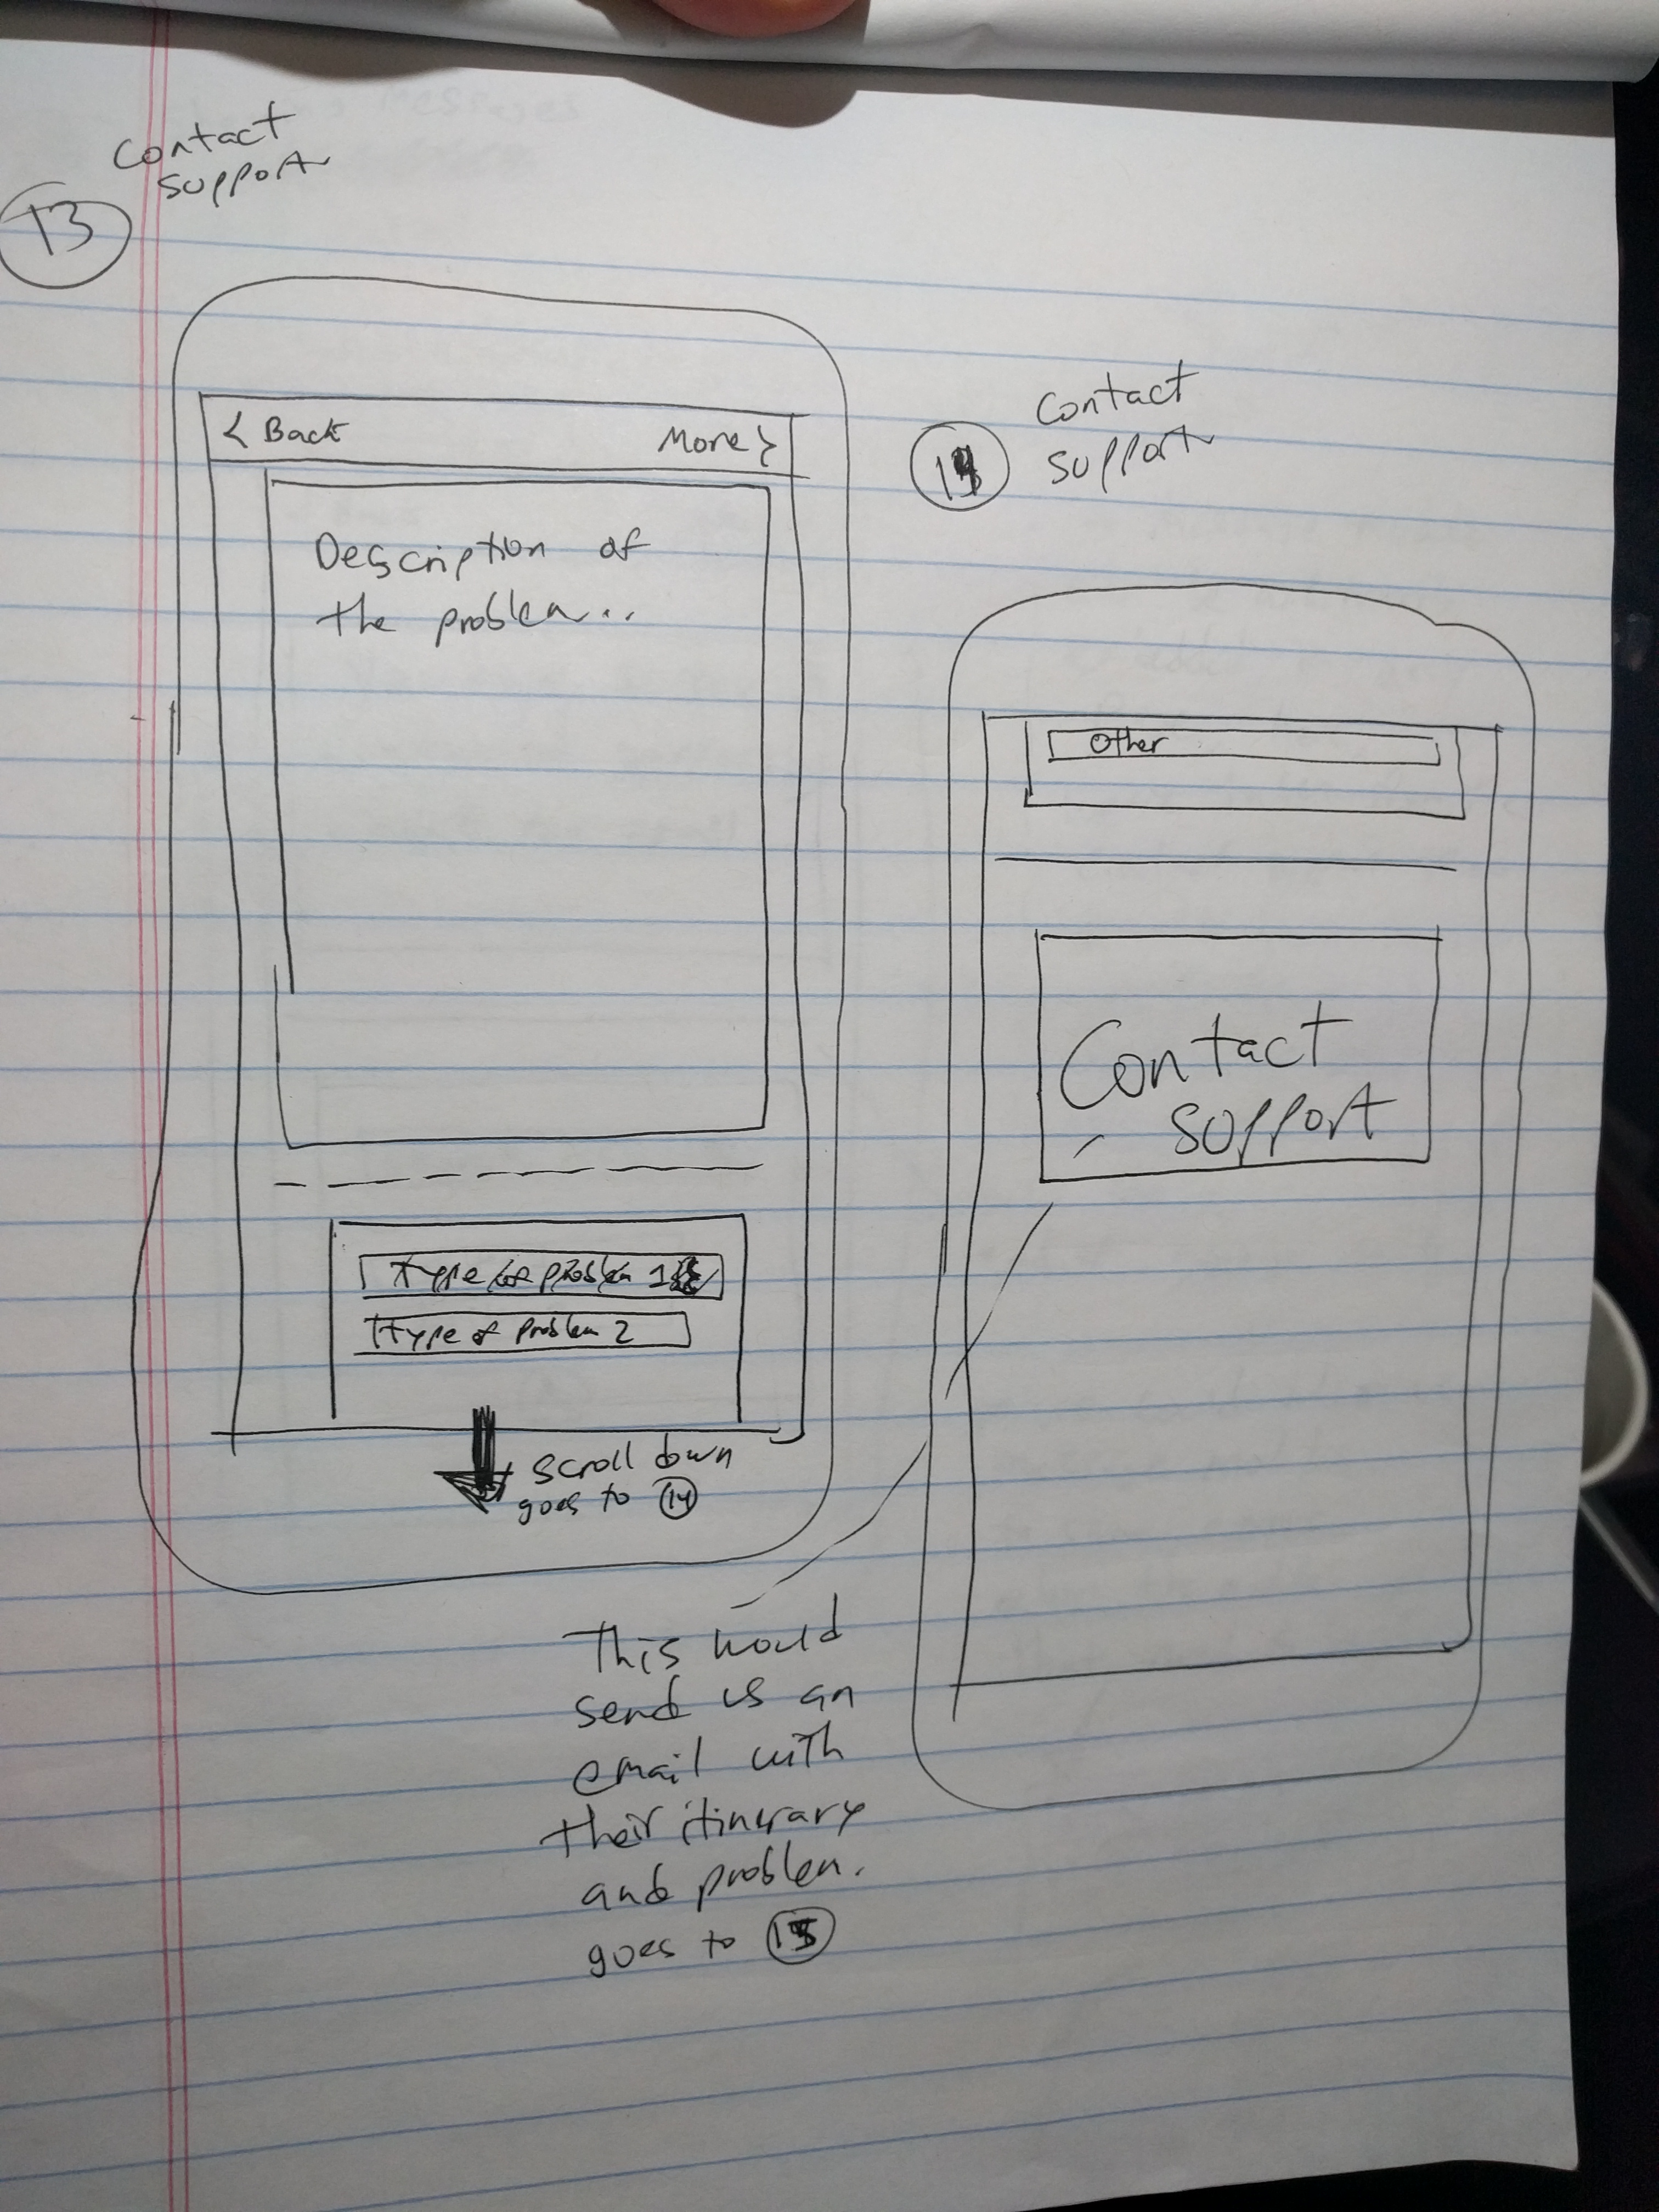 Contact
support
13
< Back
More >
Description of
the problem...
Type of problem 1
Type of problem 2
scroll down
goes to 14
Contact
support
14
Other
Contact
support
This would
send us an
email with
their itinerary
and problem.
goes to 15